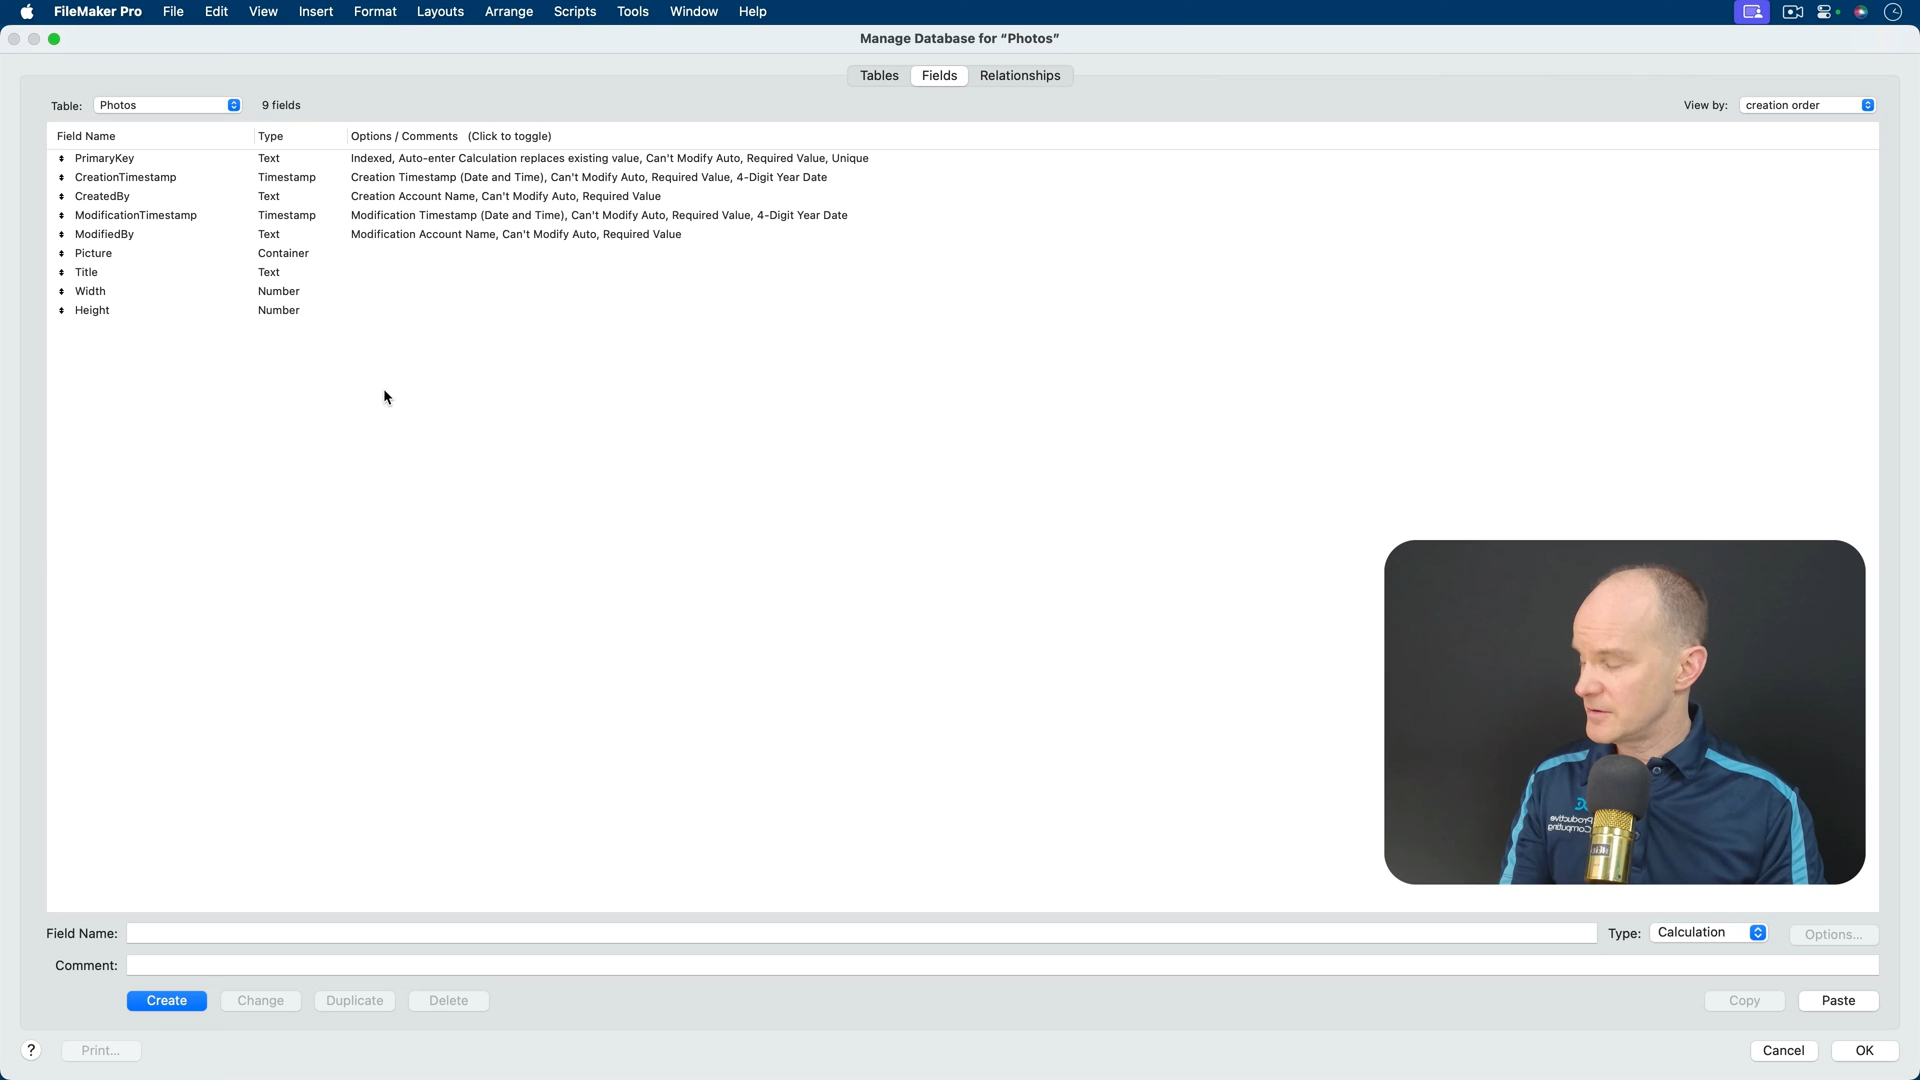 FileMaker Pro File Edit View Insert Format Layouts Arrange Scripts Tools Window Help
Manage Database for “Photos”
Tables Fields Relationships
Table: Photos 9 fields View by: creation order
Field Name Type Options / Comments (Click to toggle)
PrimaryKey Text Indexed, Auto-enter Calculation replaces existing value, Can't Modify Auto, Required Value, Unique
CreationTimestamp Timestamp Creation Timestamp (Date and Time), Can't Modify Auto, Required Value, 4-Digit Year Date
CreatedBy Text Creation Account Name, Can't Modify Auto, Required Value
ModificationTimestamp Timestamp Modification Timestamp (Date and Time), Can't Modify Auto, Required Value, 4-Digit Year Date
ModifiedBy Text Modification Account Name, Can't Modify Auto, Required Value
Picture Container
Title Text
Width Number
Height Number
Productive
Computing
Field Name: Type: Calculation Options...
Comment:
Create Change Duplicate Delete Copy Paste
? Print... Cancel OK